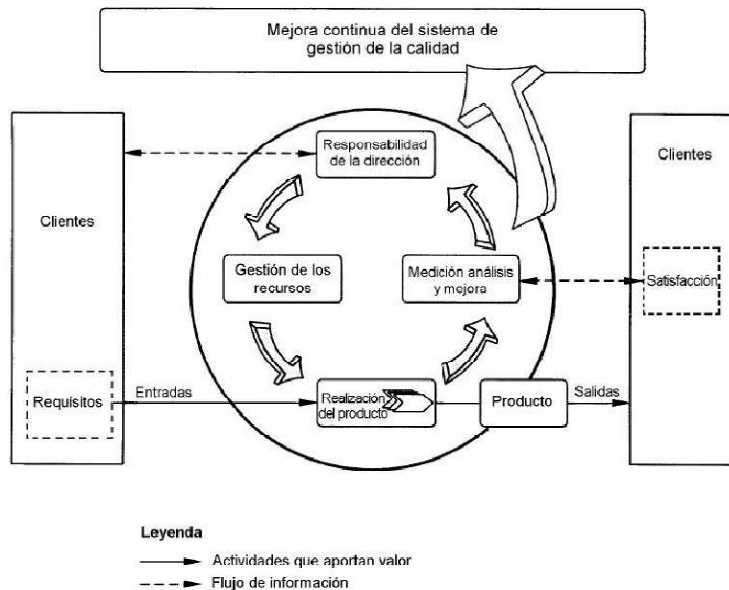 Mejora continua del sistema de
gestión de la calidad
Responsabilidad
de la dirección
Clientes
Clientes
Gestión de los
recursos
Medición análisis
y mejora
Satisfacción
Requisitos
Entradas
Realización
del producto
Producto
Salidas
Leyenda
Actividades que aportan valor
Flujo de información